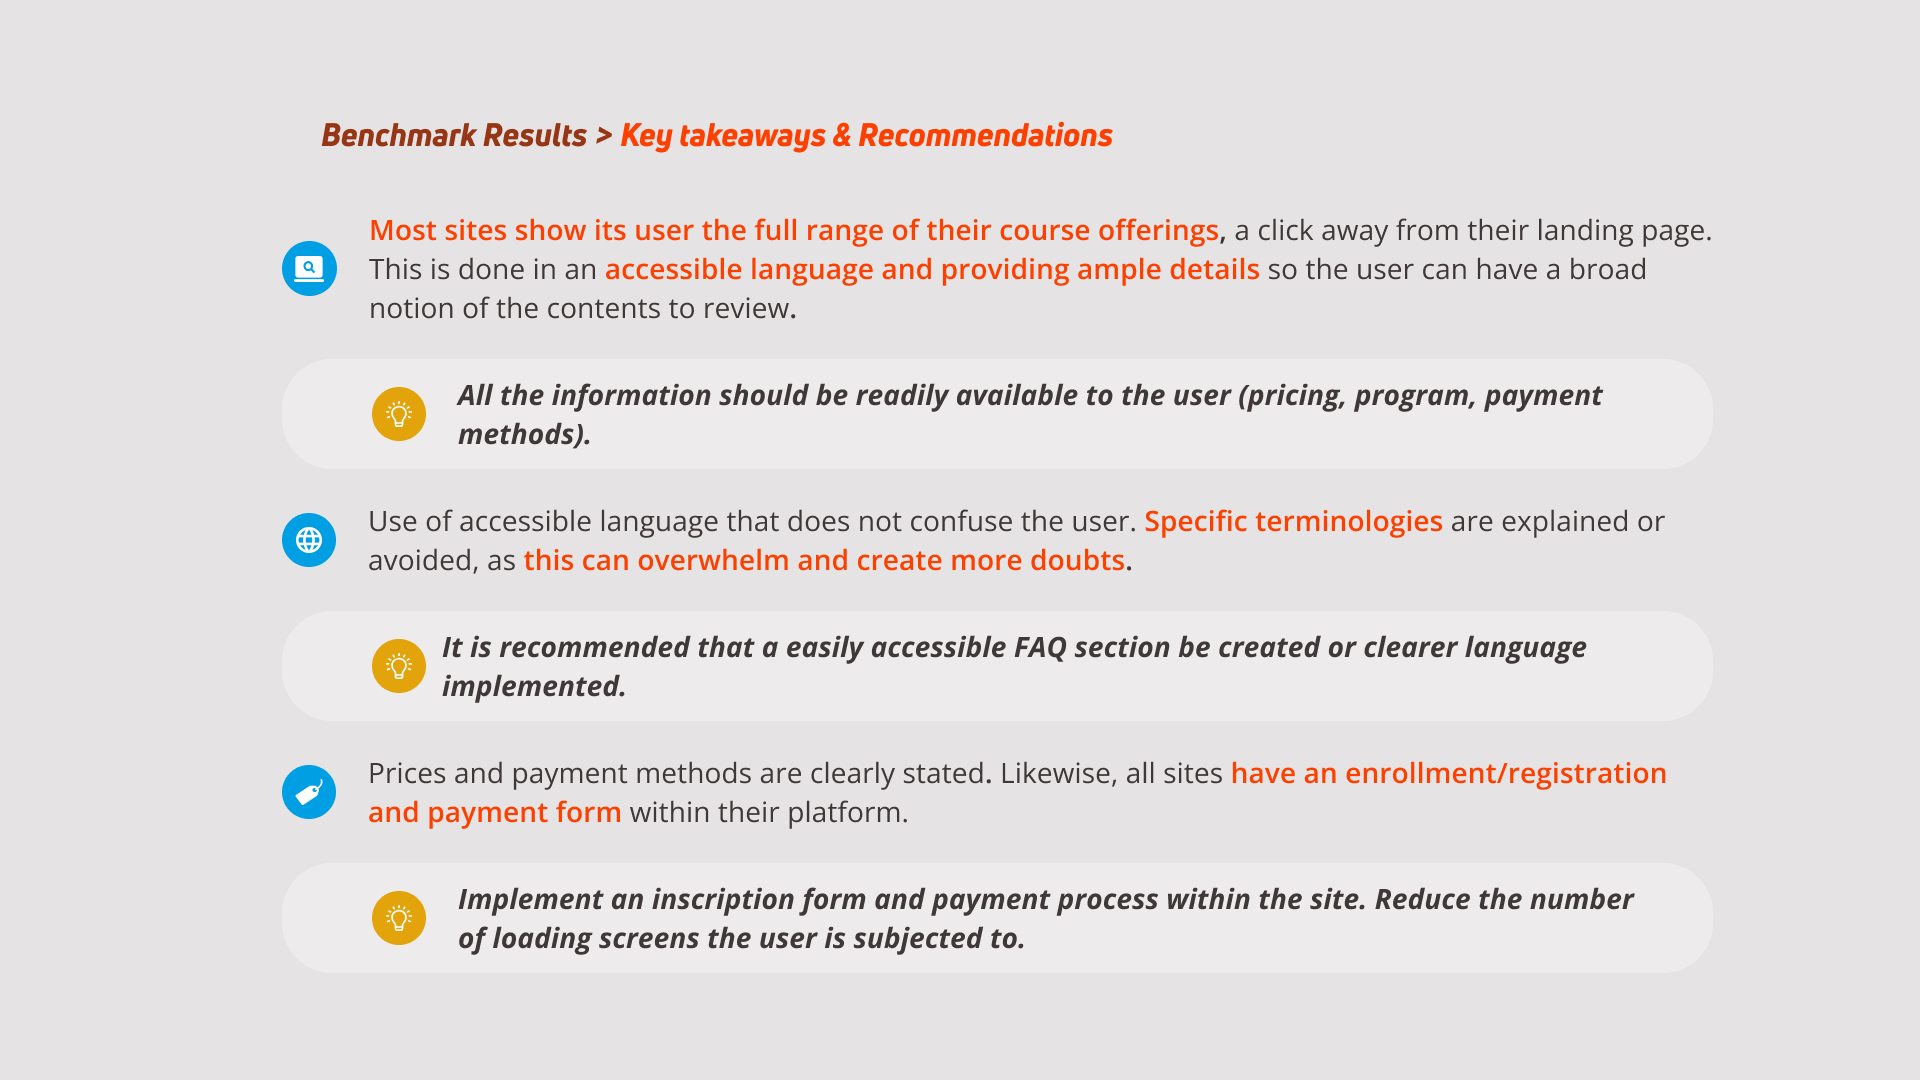 Benchmark Results > Key takeaways & Recommendations
Most sites show its user the full range of their course offerings, a click away from their landing page.
This is done in an accessible language and providing ample details so the user can have a broad
notion of the contents to review.
All the information should be readily available to the user (pricing, program, payment
methods).
Use of accessible language that does not confuse the user. Specific terminologies are explained or
avoided, as this can overwhelm and create more doubts.
It is recommended that a easily accessible FAQ section be created or clearer language
implemented.
Prices and payment methods are clearly stated. Likewise, all sites have an enrollment/registration
and payment form within their platform.
Implement an inscription form and payment process within the site. Reduce the number
of loading screens the user is subjected to.